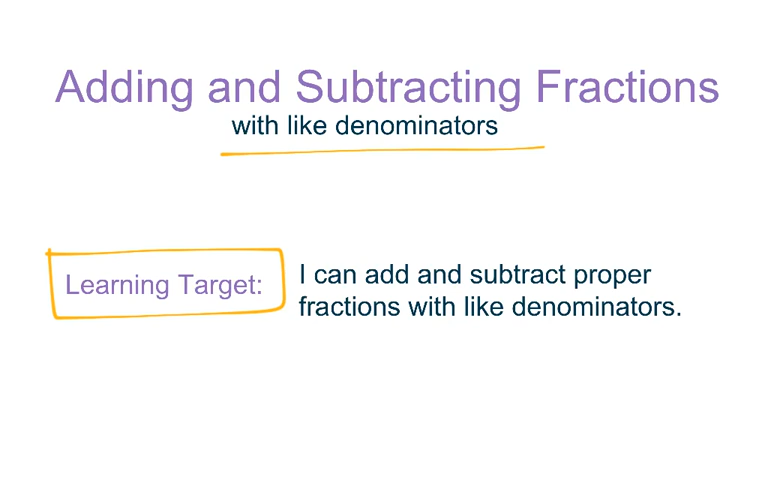 Adding and Subtracting Fractions
with like denominators
Learning Target:
I can add and subtract proper
fractions with like denominators.